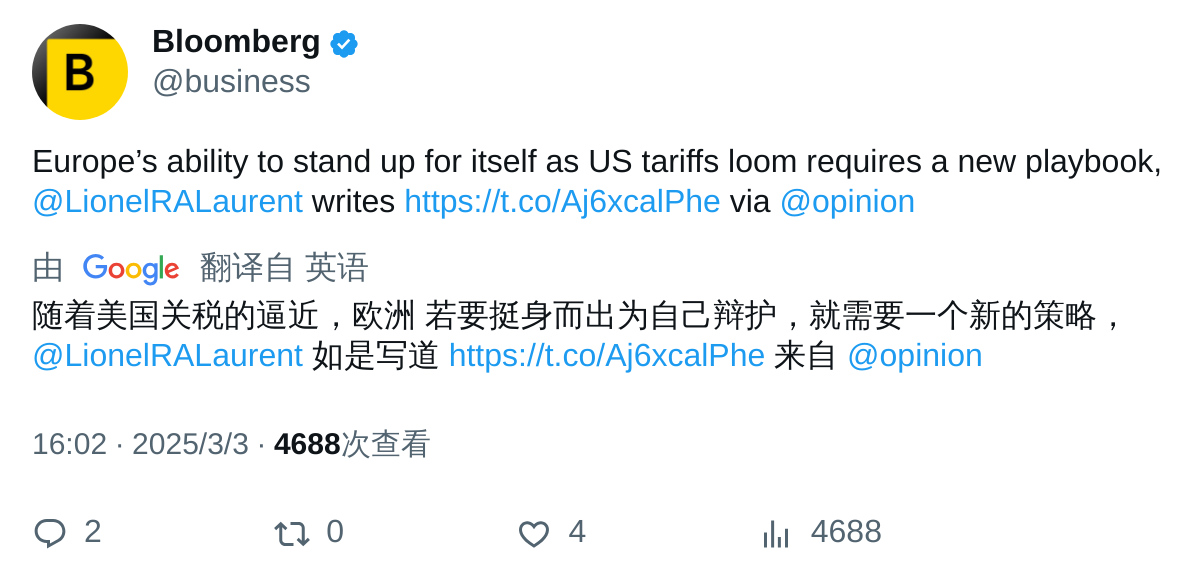 B
Bloomberg
@business
Europe’s ability to stand up for itself as US tariffs loom requires a new playbook,
@LionelRALaurent writes https://t.co/Aj6xcalPhe via @opinion
由 Google 翻译自 英语
随着美国关税的逼近，欧洲 若要挺身而出为自己辩护，就需要一个新的策略，
@LionelRALaurent 如是写道 https://t.co/Aj6xcalPhe 来自 @opinion
16:02 · 2025/3/3 · 4688次查看
2 0 4 4688